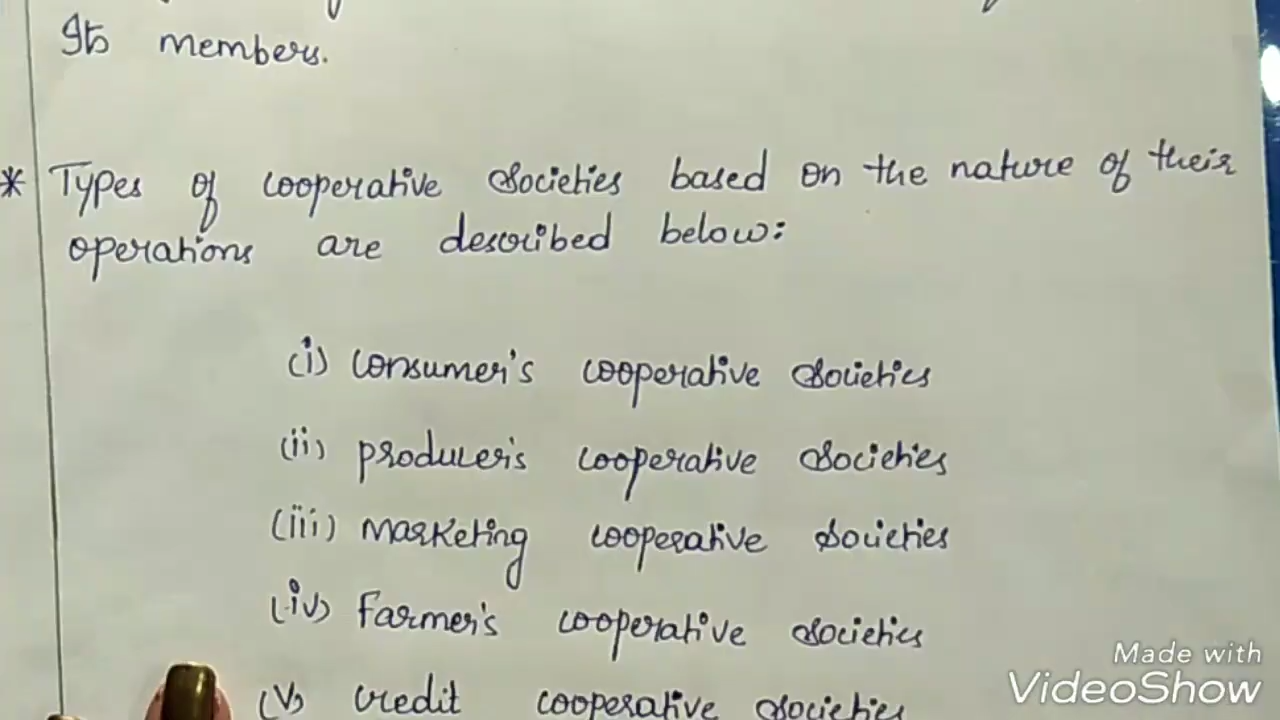 Its members.
* Types of cooperative Societies based on the nature of their
operations are described below:
(i) consumer's cooperative Societies
(ii) producer's cooperative Societies
(iii) Marketing cooperative Societies
(iv) Farmer's cooperative Societies
(v) credit cooperative Societies
Made with
VideoShow